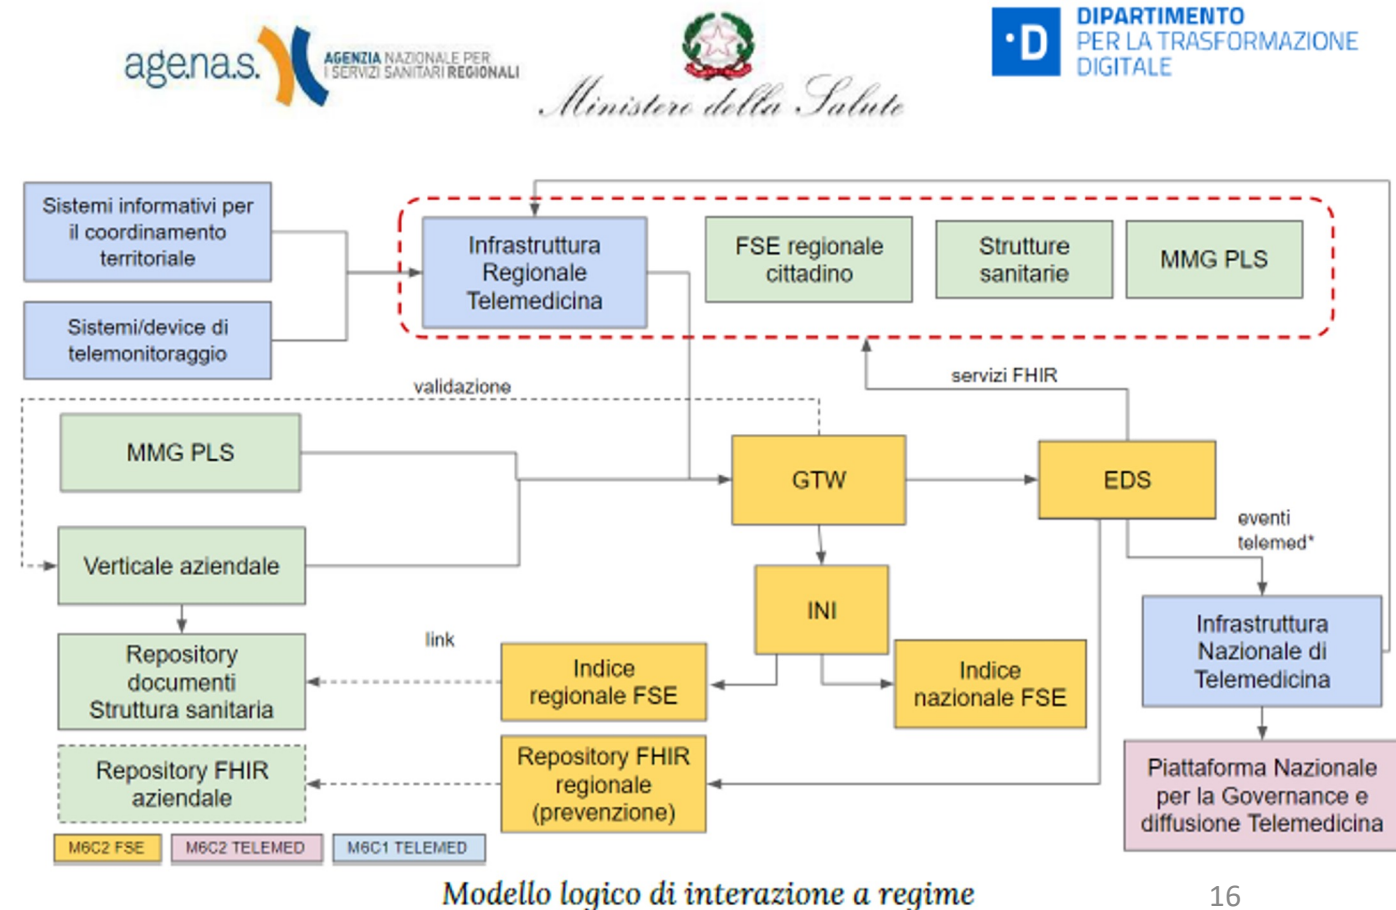 agenas.
AGENZIA NAZIONALE PER
I SERVIZI SANITARI REGIONALI
Ministero della Salute
·D
DIPARTIMENTO
PER LA TRASFORMAZIONE
DIGITALE
Sistemi informativi per
il coordinamento
territoriale
Sistemi/device di
telemonitoraggio
Infrastruttura
Regionale
Telemedicina
FSE regionale
cittadino
Strutture
sanitarie
MMG PLS
validazione
servizi FHIR
MMG PLS
GTW
EDS
eventi
telemed*
Verticale aziendale
INI
Infrastruttura
Nazionale di
Telemedicina
Repository
documenti
Struttura sanitaria
link
Indice
regionale FSE
Indice
nazionale FSE
Repository FHIR
aziendale
Repository FHIR
regionale
(prevenzione)
Piattaforma Nazionale
per la Governance e
diffusione Telemedicina
M6C2 FSE
M6C2 TELEMED
M6C1 TELEMED
Modello logico di interazione a regime
16